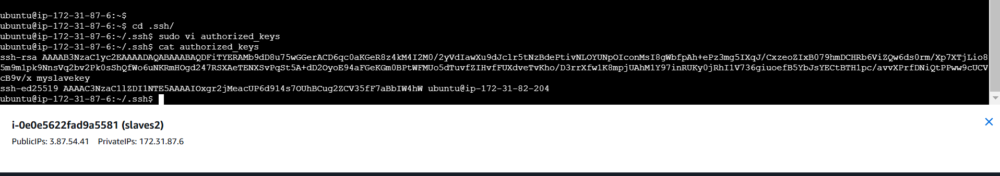 ubuntu@ip-172-31-87-6:~$
ubuntu@ip-172-31-87-6:~$ cd .ssh/
ubuntu@ip-172-31-87-6:~/.ssh$ sudo vi authorized_keys
ubuntu@ip-172-31-87-6:~/.ssh$ cat authorized_keys
ssh-rsa AAAAB3NzaC1yc2EAAAADAQABAAABAQDFiTYERAMb9dD8u75wGGerACD6qc0aKGeR8z4kM4I2M0/2yVdIawXu9dJclr5tNzBdePtivNLOYUNpOIconMsI8gWbfpAh+ePz3mg5IXqJ/CxzeoZIxB079hmDCHRb6ViZQw6ds0rm/Xp7XTjLio8
5m9m1pk9NnsVq2bv2Pk0sShQfWo6uNKRmHOgd247RSXAeTENXSvPqSt5A+dD2OyoE94aFGeKGm0BPtWFMUo5dTuvfZIHvfFUXdveTvKho/D3rrXfw1K8mpjUAhM1Y97inRUKy0jRhI1V736giuoefB5YbJsYECtBTH1pc/avvXPrfDNiQtPPww9cUCV
cB9v/x myslavekey
ssh-ed25519 AAAAC3NzaC1lZDI1NTE5AAAAIOxgr2jMeacUP6d914s7OUhBCug2ZCV35fF7aBbIW4hW ubuntu@ip-172-31-82-204
ubuntu@ip-172-31-87-6:~/.ssh$
i-0e0e5622fad9a5581 (slaves2)
PublicIPs: 3.87.54.41 PrivateIPs: 172.31.87.6